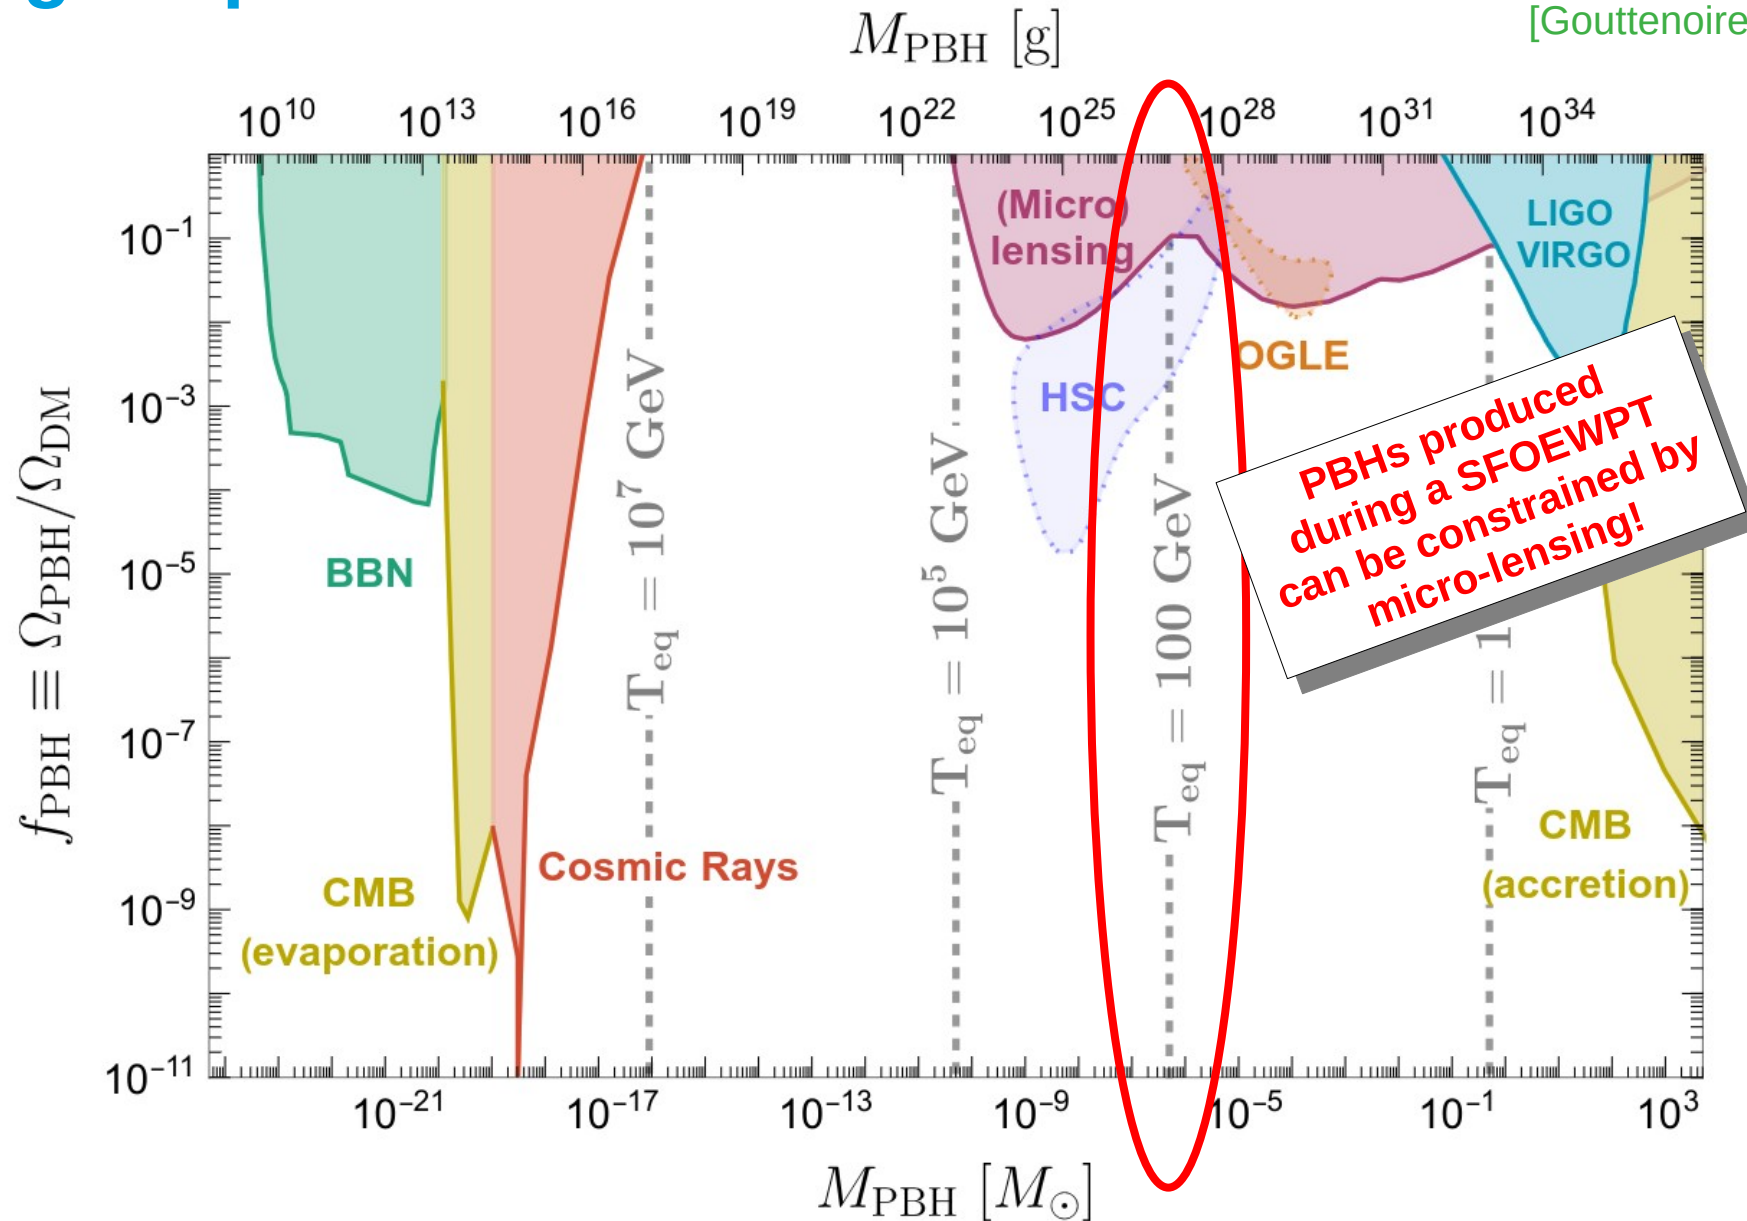 [Gouttenoire
M_PBH [g]
10^10 10^13 10^16 10^19 10^22 10^25 10^28 10^31 10^34
10^−1
10^−3
10^−5
10^−7
10^−9
10^−11
f_PBH ≡ Ω_PBH/Ω_DM
BBN
CMB
(evaporation)
Cosmic Rays
T_eq = 10^7 GeV
T_eq = 10^5 GeV
(Micro)
lensing
HSC
T_eq = 100 GeV
OGLE
LIGO
VIRGO
PBHs produced
during a SFOEWPT
can be constrained by
micro-lensing!
T_eq = 1
CMB
(accretion)
10^−21 10^−17 10^−13 10^−9 10^−5 10^−1 10^3
M_PBH [M_⊙]